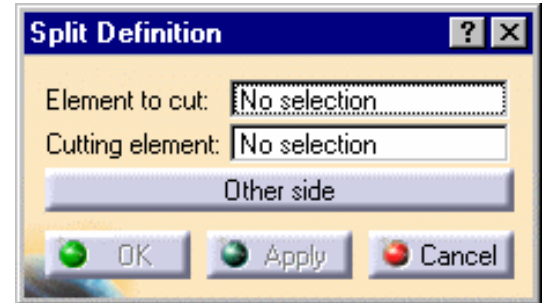 Split Definition ? X
Element to cut: No selection
Cutting element: No selection
Other side
OK Apply Cancel